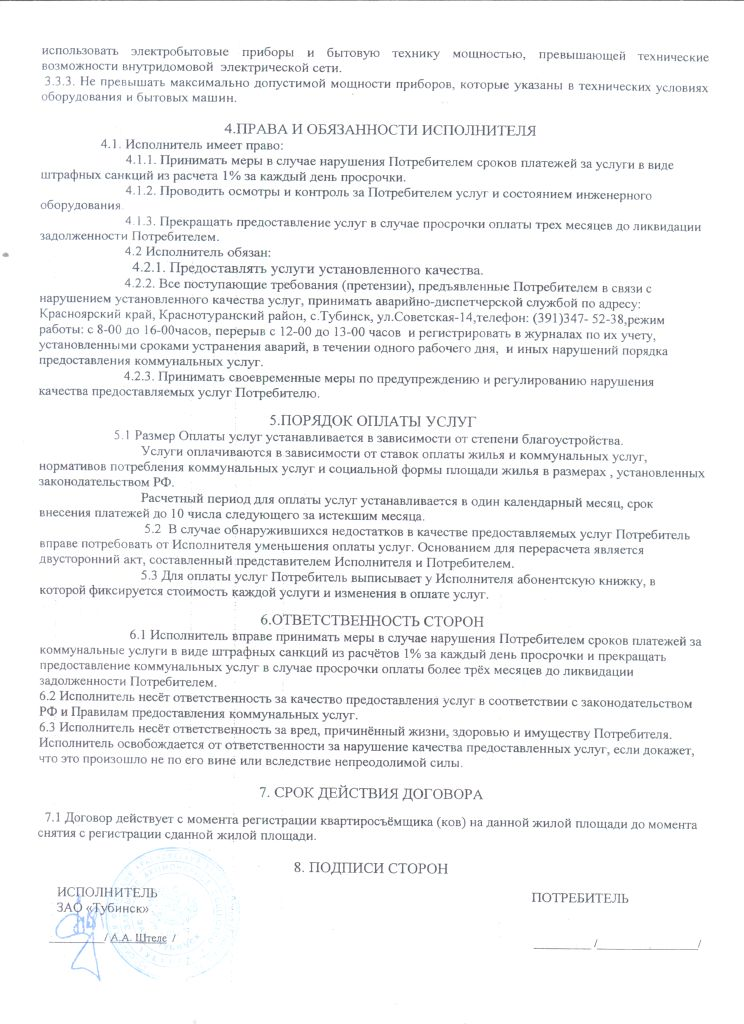 использовать электробытовые приборы и бытовую технику мощностью, превышающей технические
возможности внутридомовой электрической сети.
3.3.3. Не превышать максимально допустимой мощности приборов, которые указаны в технических условиях
оборудования и бытовых машин.
4.ПРАВА И ОБЯЗАННОСТИ ИСПОЛНИТЕЛЯ
4.1. Исполнитель имеет право:
4.1.1. Принимать меры в случае нарушения Потребителем сроков платежей за услуги в виде
штрафных санкций из расчета 1% за каждый день просрочки.
4.1.2. Проводить осмотры и контроль за Потребителем услуг и состоянием инженерного
оборудования.
4.1.3. Прекращать предоставление услуг в случае просрочки оплаты трех месяцев до ликвидации
задолженности Потребителем.
4.2 Исполнитель обязан:
4.2.1. Предоставлять услуги установленного качества.
4.2.2. Все поступающие требования (претензии), предъявленные Потребителем в связи с
нарушением установленного качества услуг, принимать аварийно-диспетчерской службой по адресу:
Красноярский край, Краснотуранский район, с.Тубинск, ул.Советская-14,телефон: (391)347- 52-38,режим
работы: с 8-00 до 16-00часов, перерыв с 12-00 до 13-00 часов и регистрировать в журналах по их учету,
установленными сроками устранения аварий, в течении одного рабочего дня, и иных нарушений порядка
предоставления коммунальных услуг.
4.2.3. Принимать своевременные меры по предупреждению и регулированию нарушения
качества предоставляемых услуг Потребителю.
5.ПОРЯДОК ОПЛАТЫ УСЛУГ
5.1 Размер Оплаты услуг устанавливается в зависимости от степени благоустройства.
Услуги оплачиваются в зависимости от ставок оплаты жилья и коммунальных услуг,
нормативов потребления коммунальных услуг и социальной формы площади жилья в размерах , установленных
законодательством РФ.
Расчетный период для оплаты услуг устанавливается в один календарный месяц, срок
внесения платежей до 10 числа следующего за истекшим месяца.
5.2 В случае обнаружившихся недостатков в качестве предоставляемых услуг Потребитель
вправе потребовать от Исполнителя уменьшения оплаты услуг. Основанием для перерасчета является
двусторонний акт, составленный представителем Исполнителя и Потребителем.
5.3 Для оплаты услуг Потребитель выписывает у Исполнителя абонентскую книжку, в
которой фиксируется стоимость каждой услуги и изменения в оплате услуг.
6.ОТВЕТСТВЕННОСТЬ СТОРОН
6.1 Исполнитель вправе принимать меры в случае нарушения Потребителем сроков платежей за
коммунальные услуги в виде штрафных санкций из расчётов 1% за каждый день просрочки и прекращать
предоставление коммунальных услуг в случае просрочки оплаты более трёх месяцев до ликвидации
задолженности Потребителем.
6.2 Исполнитель несёт ответственность за качество предоставления услуг в соответствии с законодательством
РФ и Правилам предоставления коммунальных услуг.
6.3 Исполнитель несёт ответственность за вред, причинённый жизни, здоровью и имуществу Потребителя.
Исполнитель освобождается от ответственности за нарушение качества предоставленных услуг, если докажет,
что это произошло не по его вине или вследствие непреодолимой силы.
7. СРОК ДЕЙСТВИЯ ДОГОВОРА
7.1 Договор действует с момента регистрации квартиросъёмщика (ков) на данной жилой площади до момента
снятия с регистрации сданной жилой площади.
8. ПОДПИСИ СТОРОН
ИСПОЛНИТЕЛЬ
ПОТРЕБИТЕЛЬ
ЗАО «Тубинск»
_________/ А.А. Штеле /
_________ /________________/